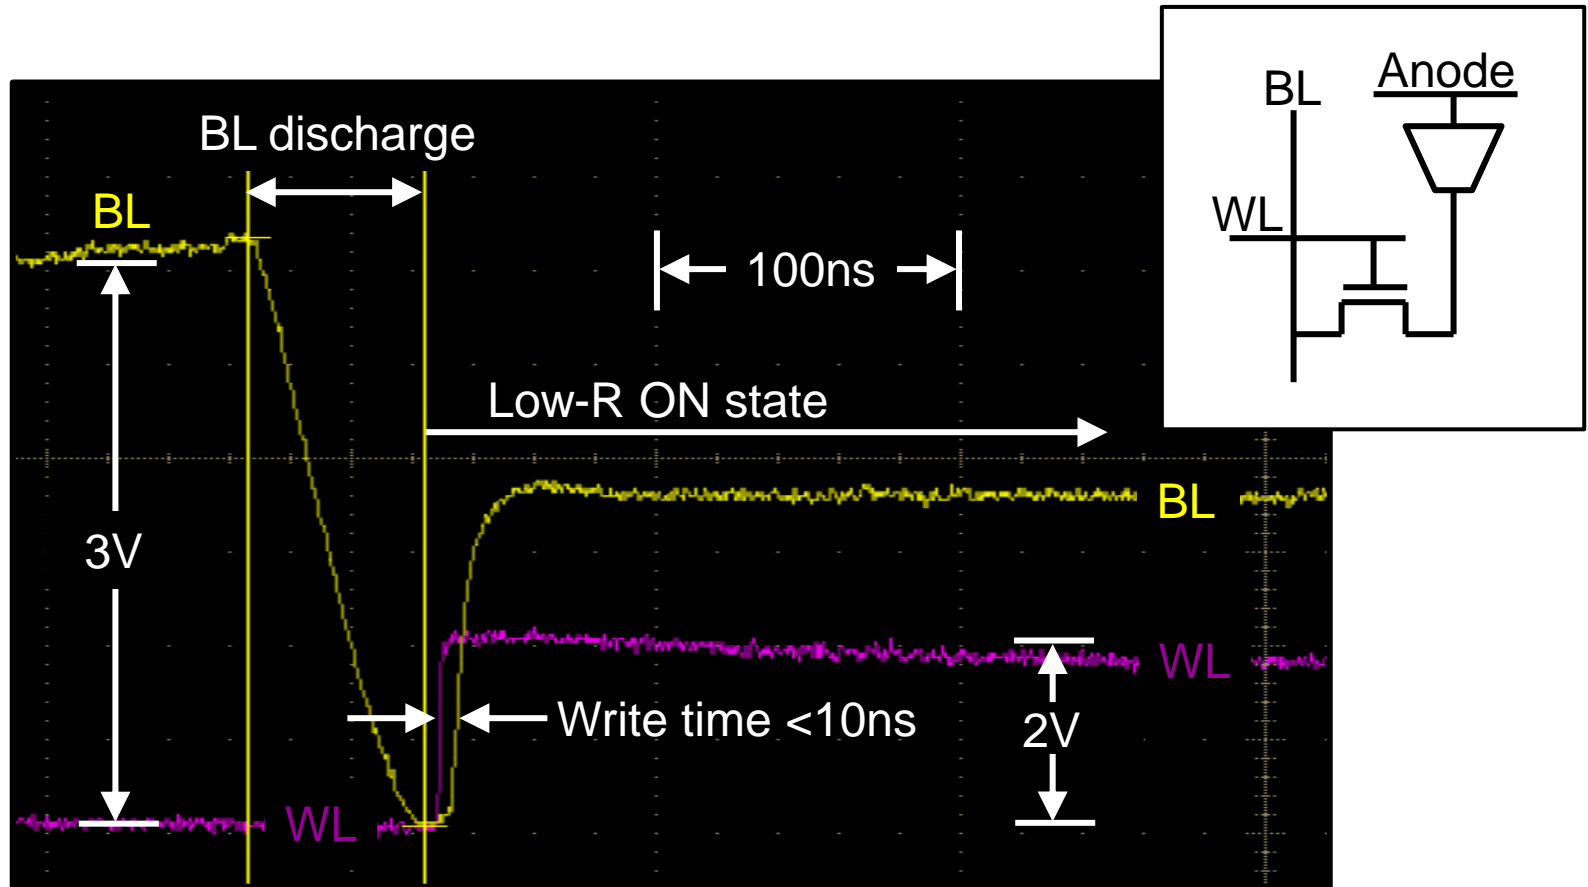 BL
Anode
WL
BL discharge
BL
100ns
Low-R ON state
3V
BL
WL
Write time <10ns
2V
WL